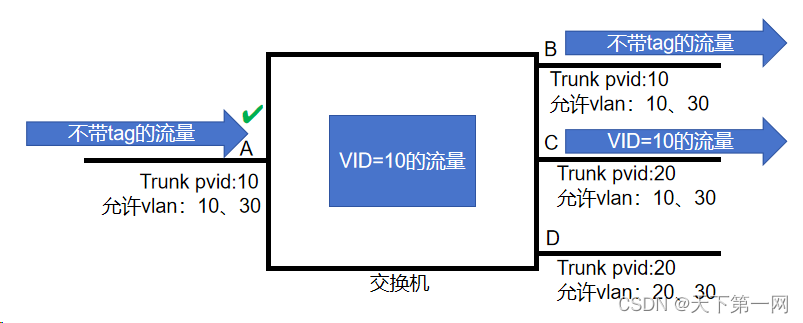 不带tag的流量
A
Trunk pvid:10
允许vlan：10、30
VID=10的流量
交换机
B
不带tag的流量
Trunk pvid:10
允许vlan：10、30
C
VID=10的流量
Trunk pvid:20
允许vlan：10、30
D
Trunk pvid:20
允许vlan：20、30
CSDN @天下第一网